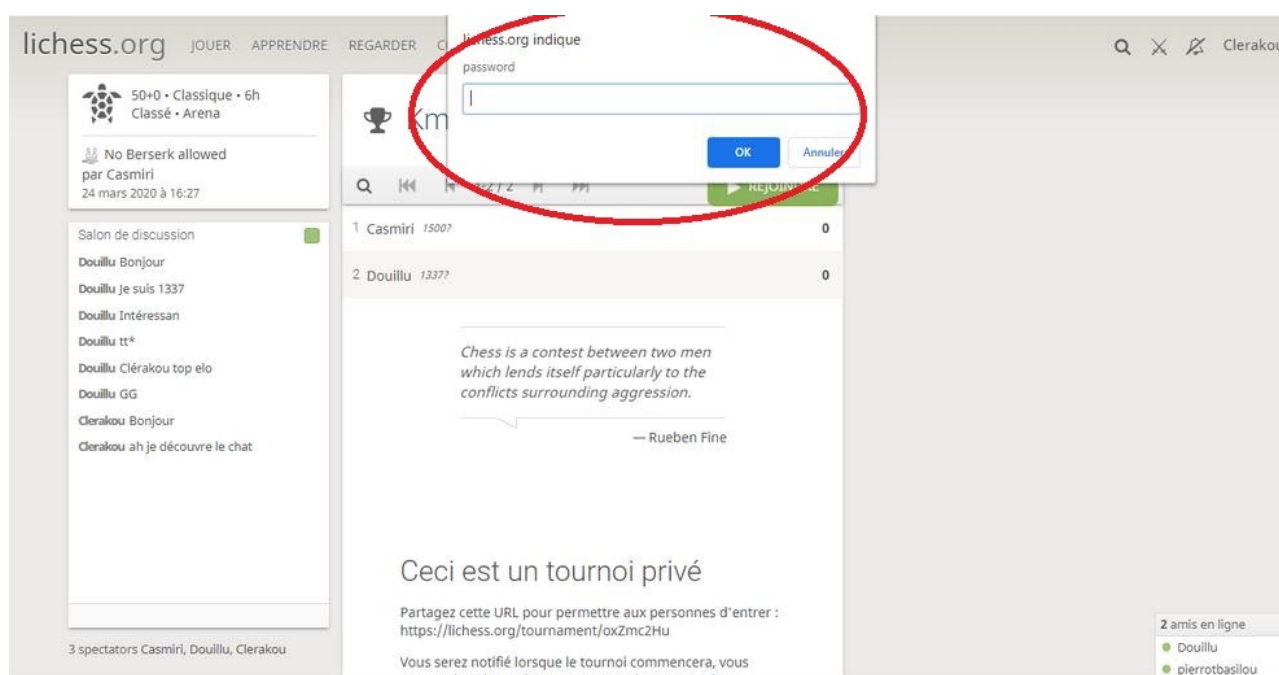 lichess.org JOUER APPRENDRE REGARDER
Clerakou
lichess.org indique
password
OK Annuler
50+0 • Classique • 6h
Classé • Arena
No Berserk allowed
par Casmiri
24 mars 2020 à 16:27
Salon de discussion
Douillu Bonjour
Douillu Je suis 1337
Douillu Intéressan
Douillu tt*
Douillu Clérakou top elo
Douillu GG
Clerakou Bonjour
Clerakou ah je découvre le chat
3 spectators Casmiri, Douillu, Clerakou
Km
1-2 / 2
REJOINDRE
1 Casmiri 1500? 0
2 Douillu 1337? 0
Chess is a contest between two men
which lends itself particularly to the
conflicts surrounding aggression.
— Rueben Fine
Ceci est un tournoi privé
Partagez cette URL pour permettre aux personnes d'entrer :
https://lichess.org/tournament/oxZmc2Hu
Vous serez notifié lorsque le tournoi commencera, vous
2 amis en ligne
Douillu
pierrotbasilou